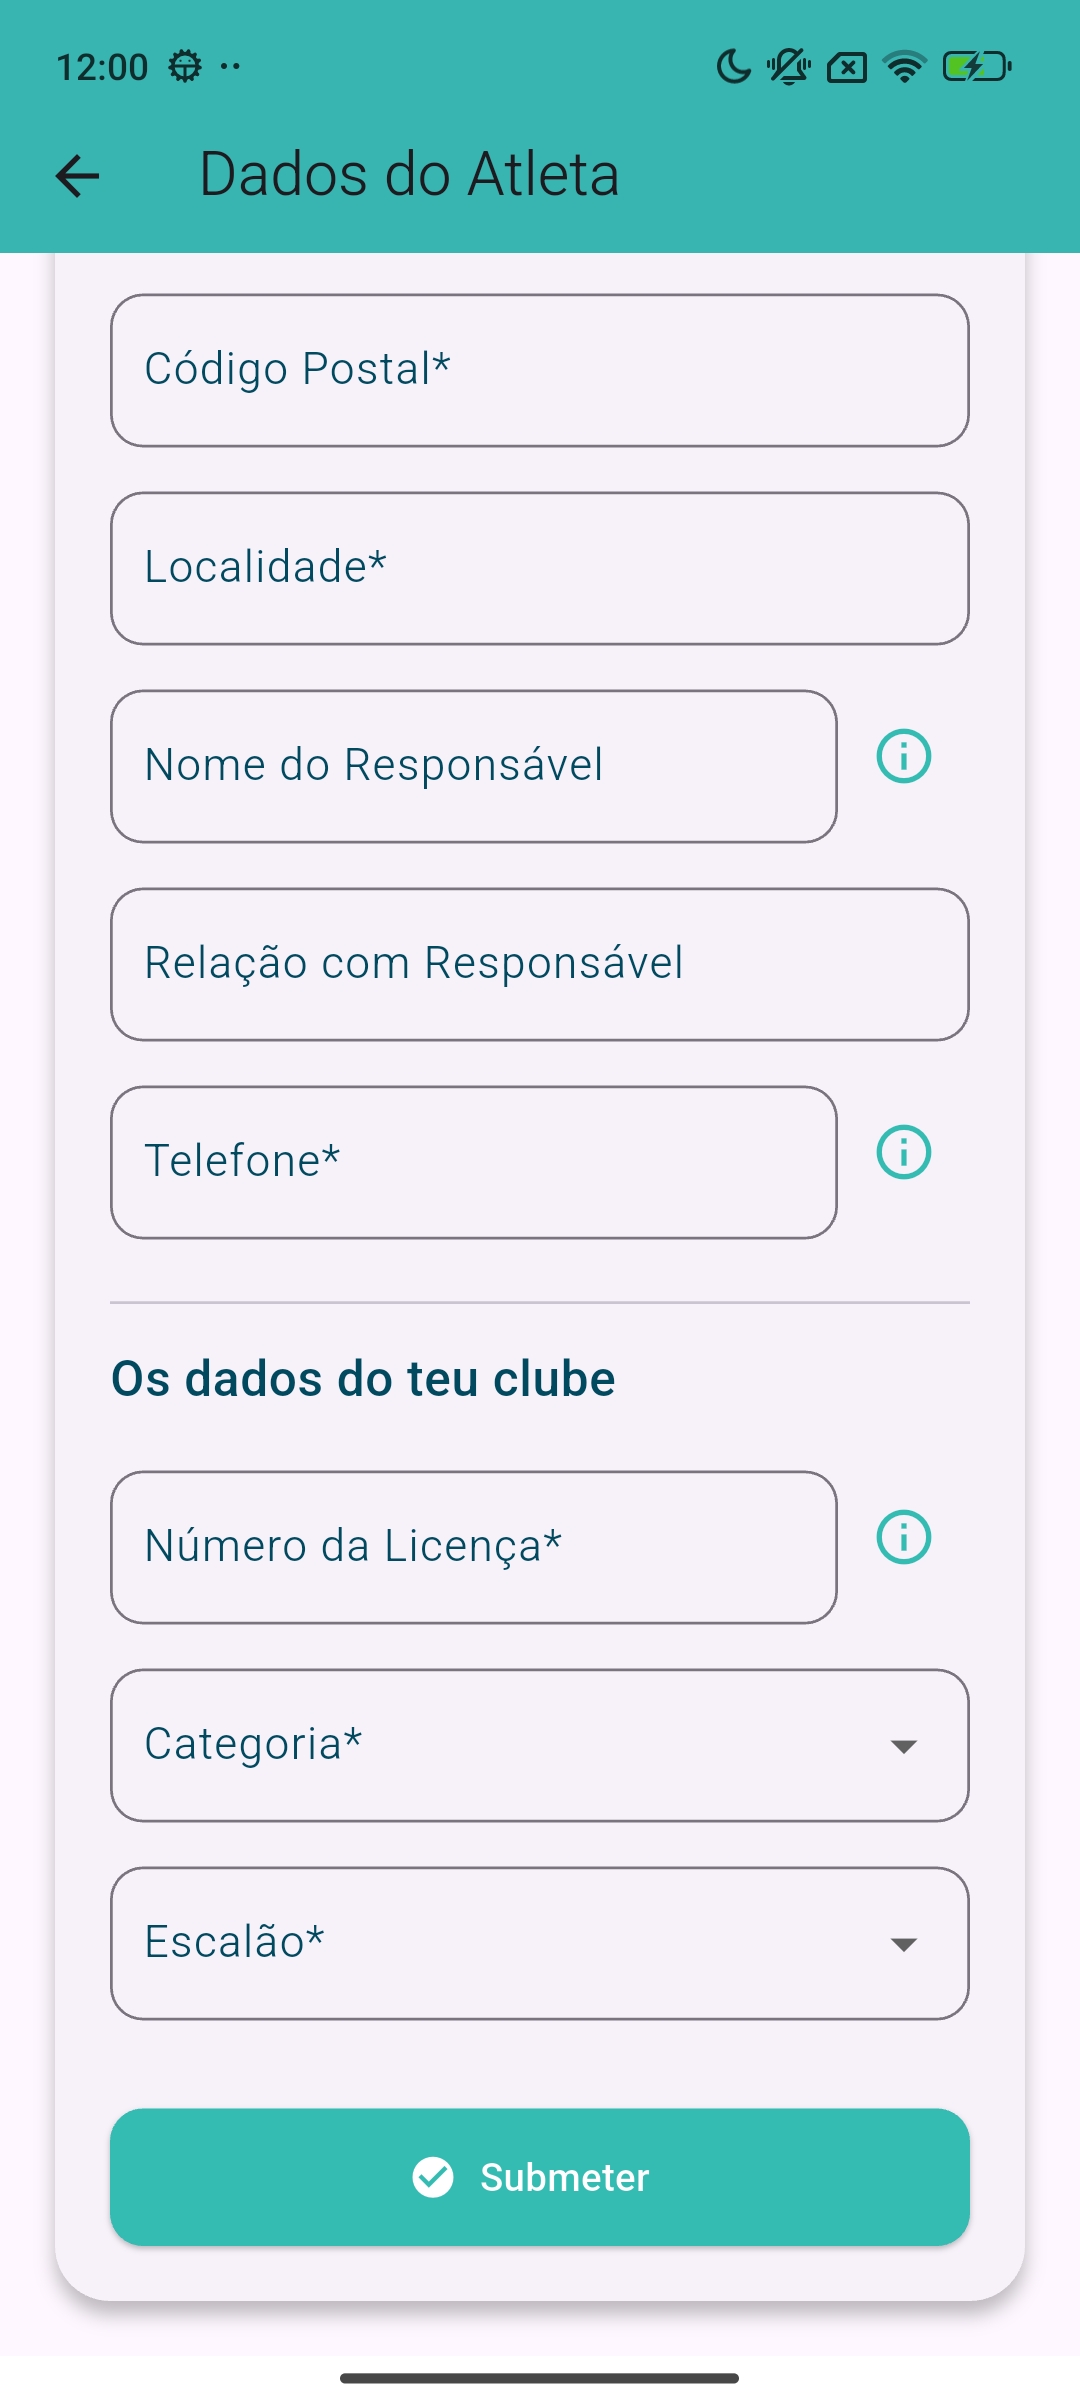 12:00
Dados do Atleta
Código Postal*
Localidade*
Nome do Responsável
Relação com Responsável
Telefone*
Os dados do teu clube
Número da Licença*
Categoria*
Escalão*
Submeter